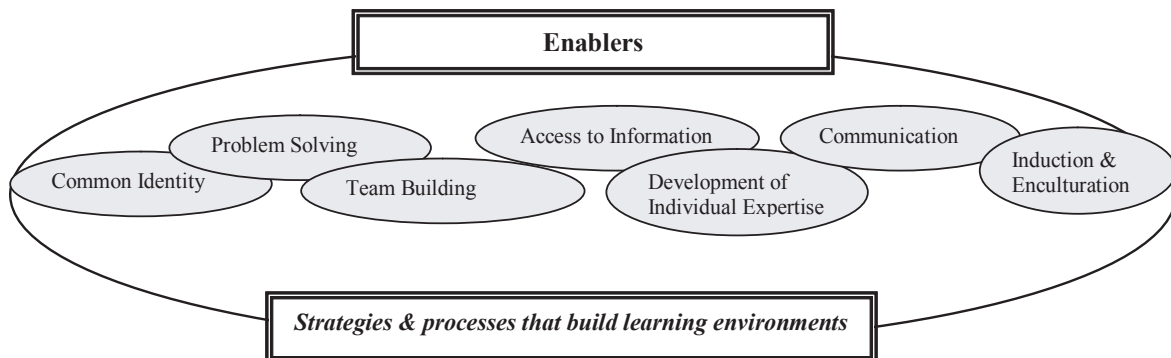 Enablers
Common Identity
Problem Solving
Team Building
Access to Information
Development of
Individual Expertise
Communication
Induction &
Enculturation
Strategies & processes that build learning environments